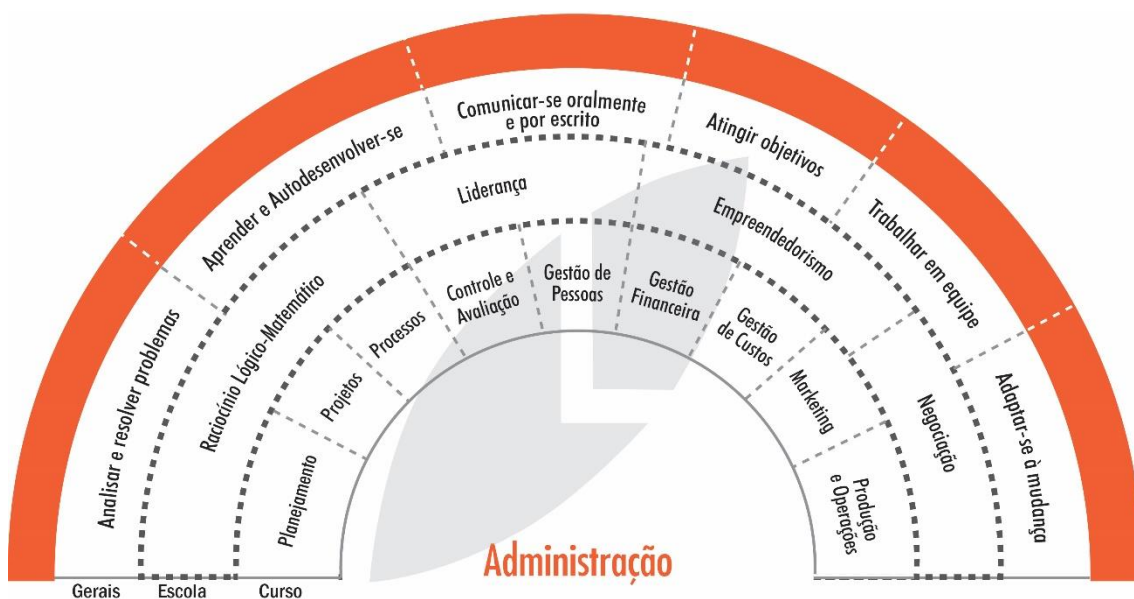 Analisar e resolver problemas
Aprender e Autodesenvolver-se
Comunicar-se oralmente
e por escrito
Atingir objetivos
Trabalhar em equipe
Adaptar-se à mudança
Raciocínio Lógico-Matemático
Liderança
Empreendedorismo
Negociação
Planejamento
Projetos
Processos
Controle e
Avaliação
Gestão de
Pessoas
Gestão
Financeira
Gestão
de Custos
Marketing
Produção
e Operações
Administração
Gerais
Escola
Curso